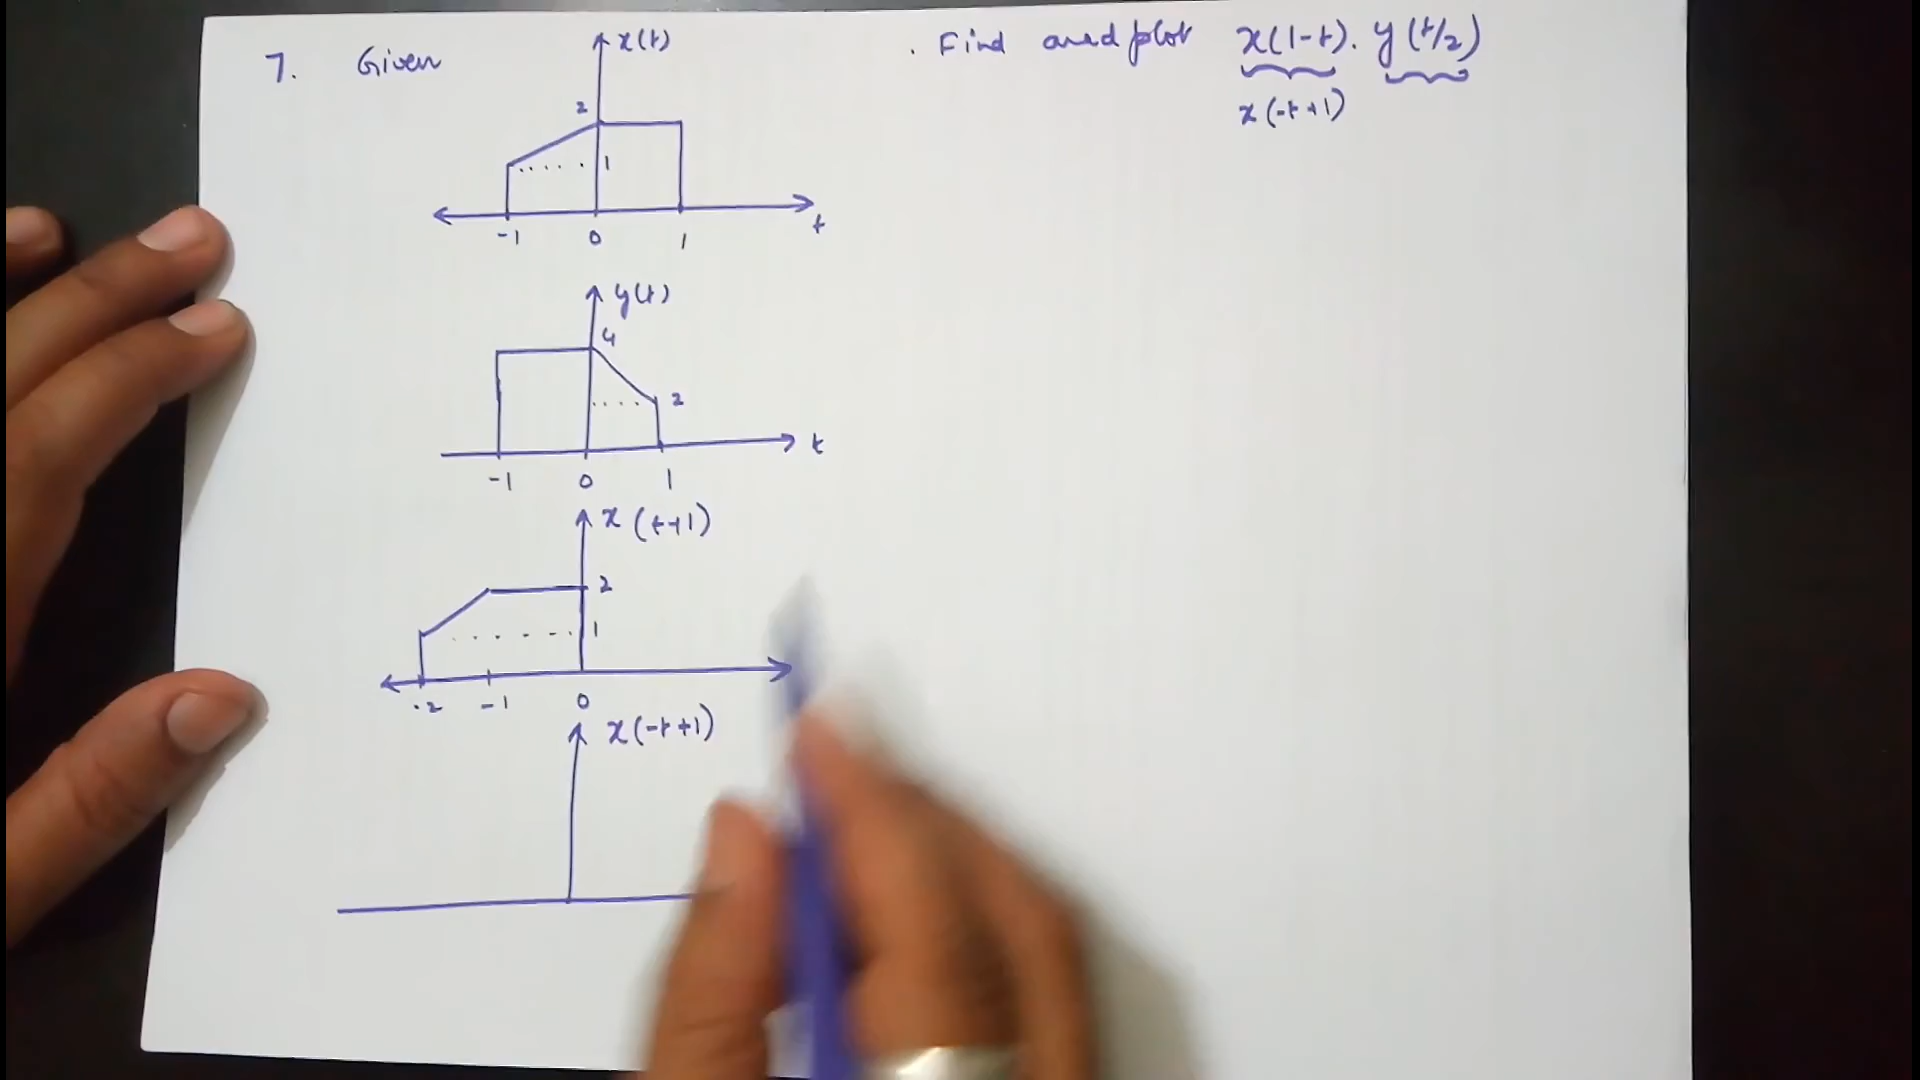 7. Given
x(t)
2
1
-1 0 1 t
. Find and plot x(1-t). y(t/2)
x(-t+1)
y(t)
4
2
-1 0 1 t
x(t+1)
2
1
-2 -1 0
x(-t+1)